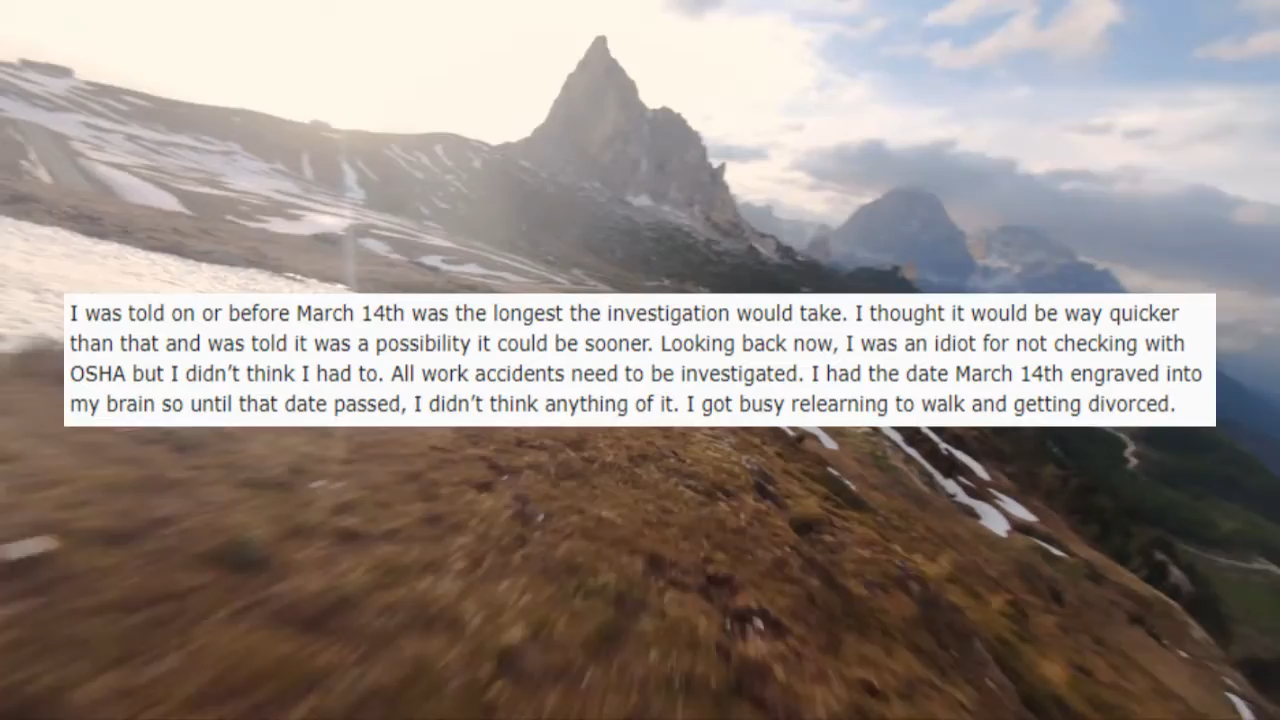 I was told on or before March 14th was the longest the investigation would take. I thought it would be way quicker
than that and was told it was a possibility it could be sooner. Looking back now, I was an idiot for not checking with
OSHA but I didn’t think I had to. All work accidents need to be investigated. I had the date March 14th engraved into
my brain so until that date passed, I didn’t think anything of it. I got busy relearning to walk and getting divorced.